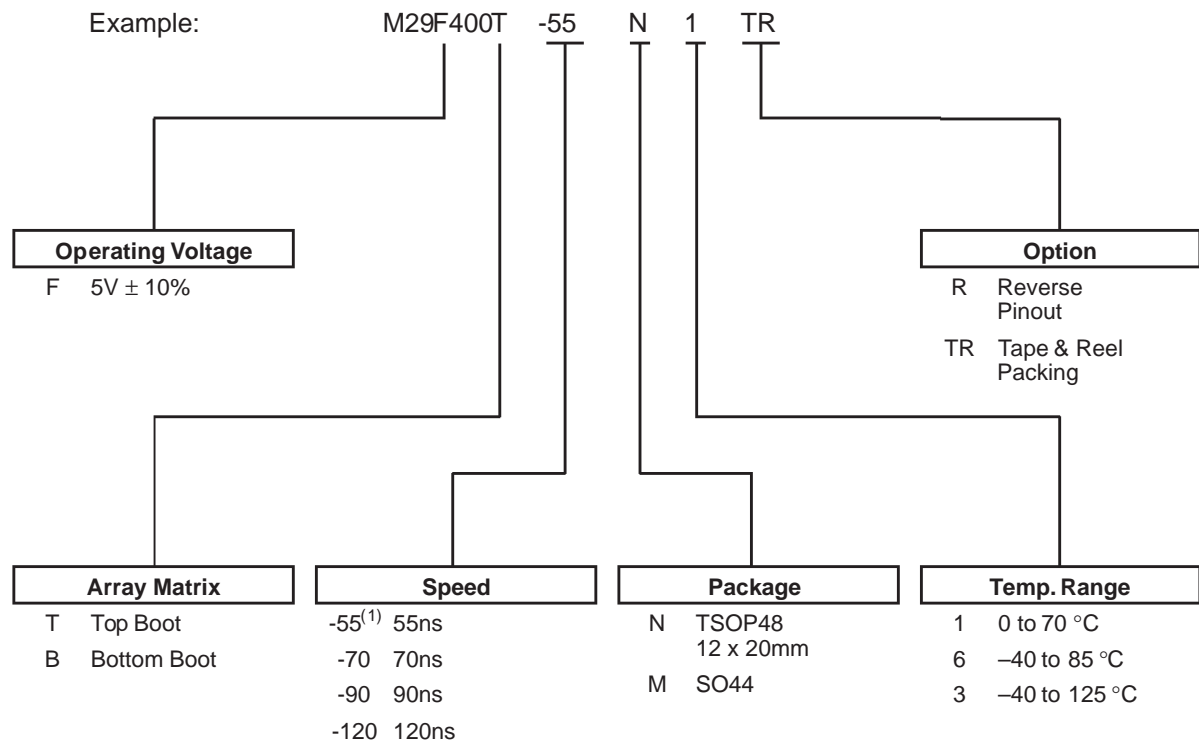 Example: M29F400T -55 N 1 TR
Operating Voltage
F 5V ± 10%
Option
R Reverse
Pinout
TR Tape & Reel
Packing
Array Matrix
T Top Boot
B Bottom Boot
Speed
-55(1) 55ns
-70 70ns
-90 90ns
-120 120ns
Package
N TSOP48
12 x 20mm
M SO44
Temp. Range
1 0 to 70 °C
6 –40 to 85 °C
3 –40 to 125 °C